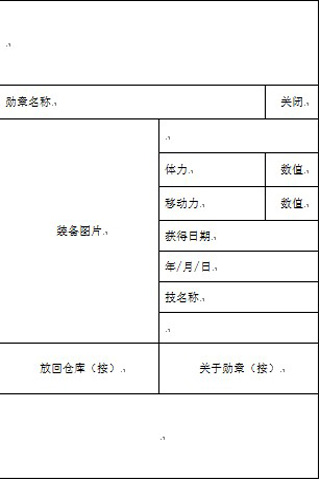 勋章名称
关闭
体力
数值
移动力
数值
装备图片
获得日期
年/月/日
技名称
放回仓库（按）
关于勋章（按）